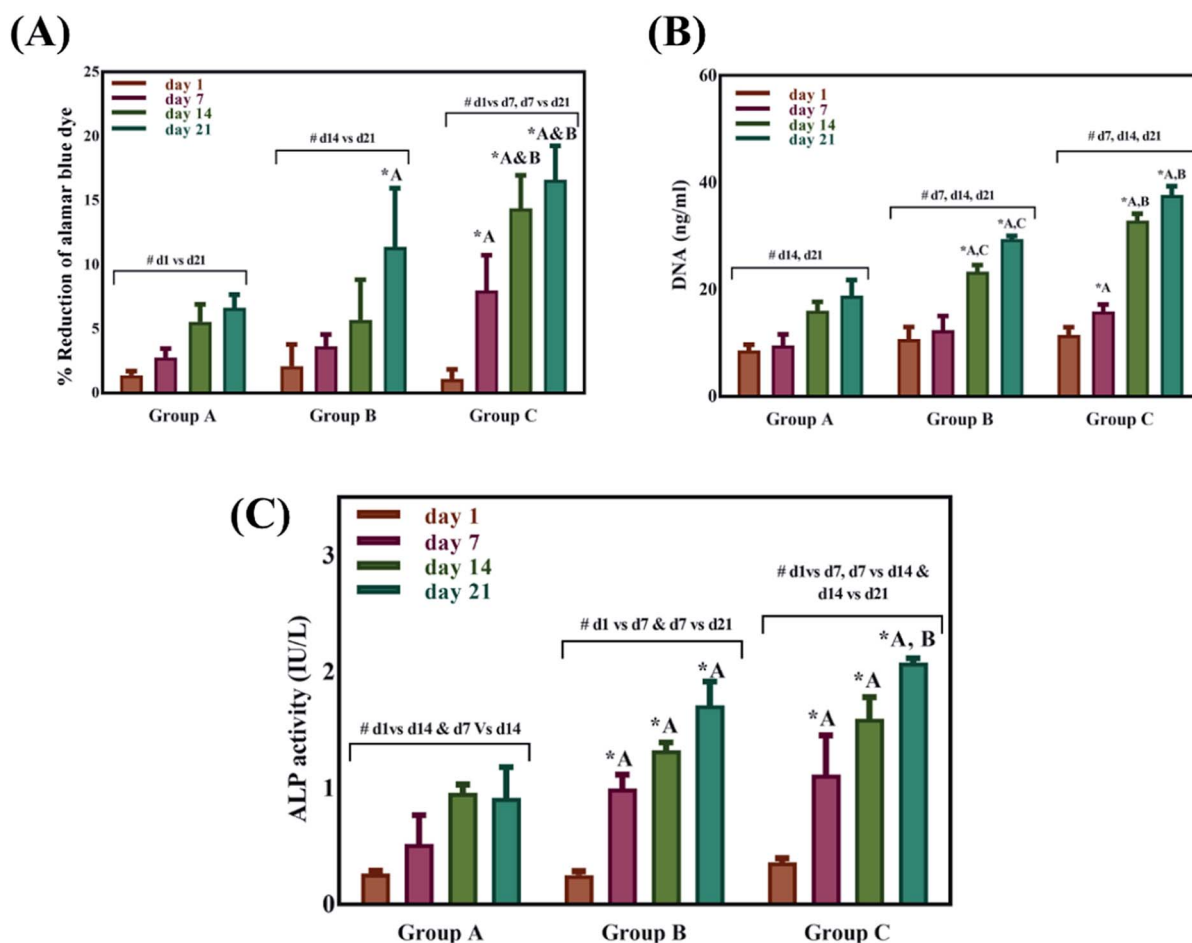 (A)
% Reduction of alamar blue dye
25
20
15
10
5
0
day 1
day 7
day 14
day 21
# d1 vs d21
# d14 vs d21
*A
# d1vs d7, d7 vs d21
*A
*A&B
*A&B
Group A
Group B
Group C
(B)
DNA (ng/ml)
60
40
20
0
day 1
day 7
day 14
day 21
# d14, d21
# d7, d14, d21
*A,C
*A,C
# d7, d14, d21
*A
*A,B
*A,B
Group A
Group B
Group C
(C)
ALP activity (IU/L)
3
2
1
0
day 1
day 7
day 14
day 21
# d1vs d14 & d7 Vs d14
# d1 vs d7 & d7 vs d21
*A
*A
*A
# d1vs d7, d7 vs d14 &
d14 vs d21
*A
*A
*A, B
Group A
Group B
Group C